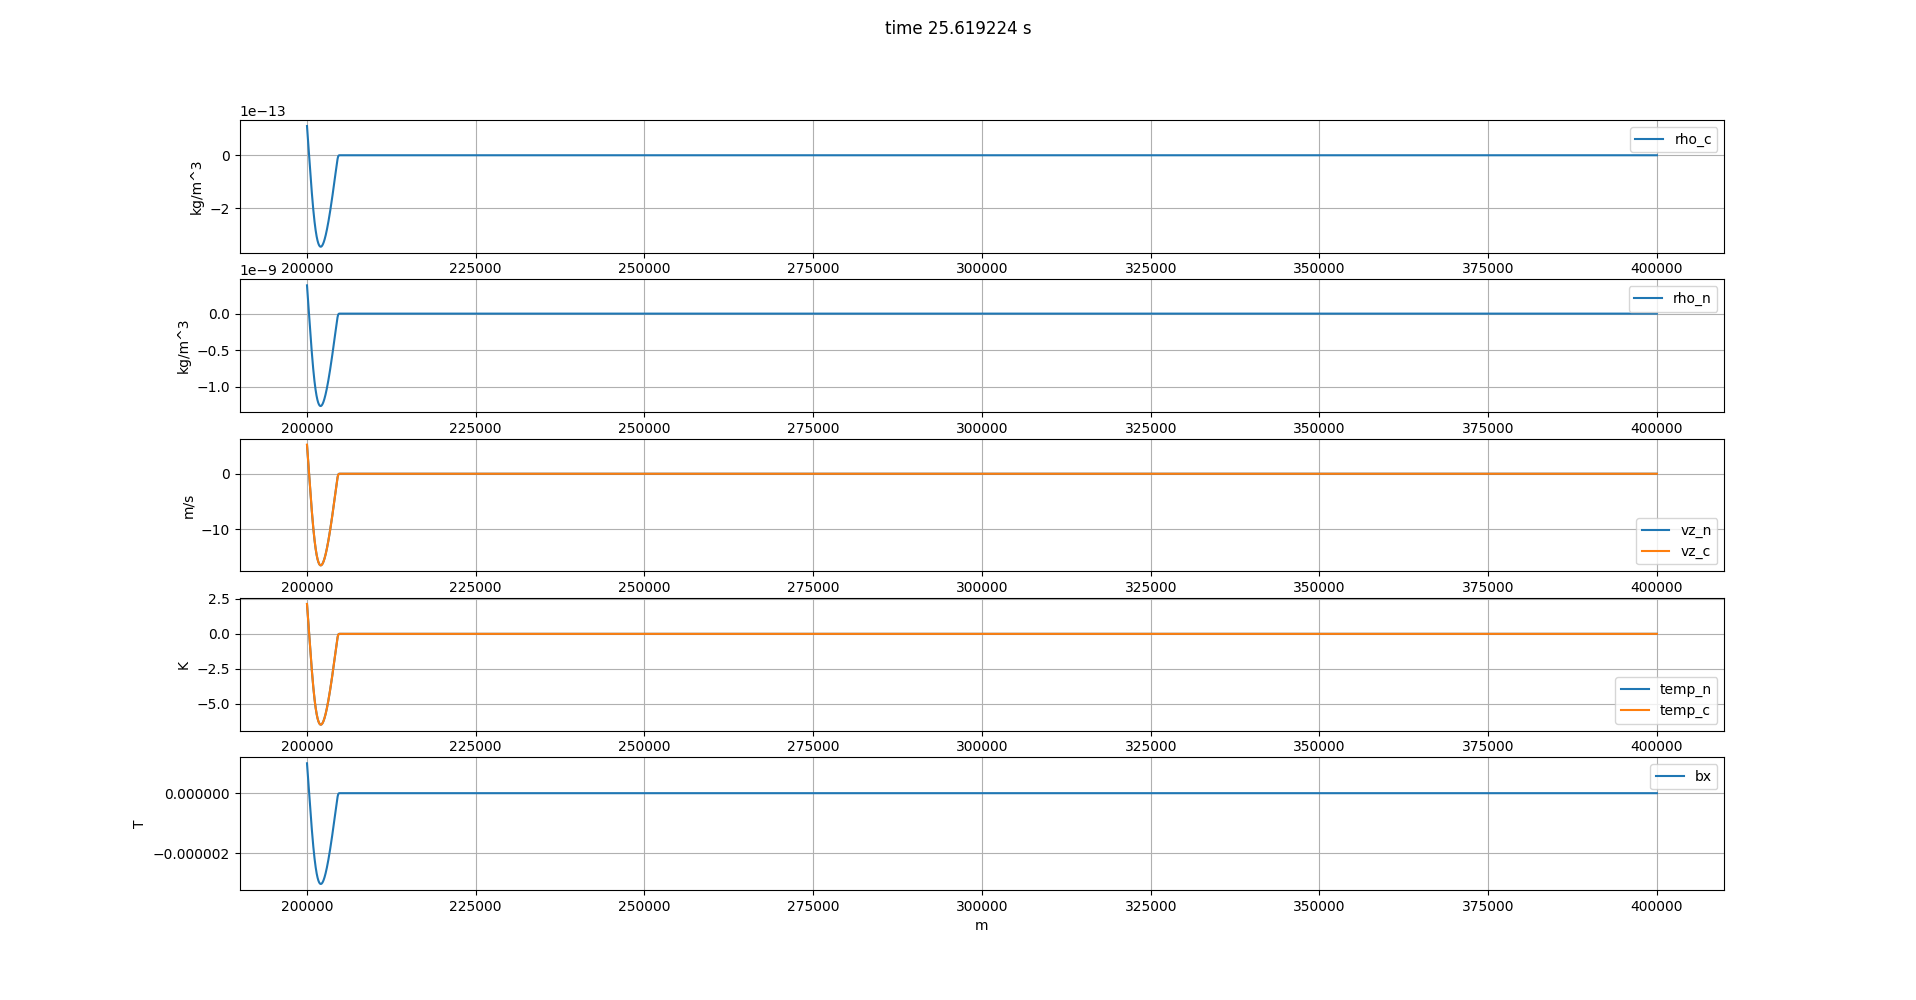 time 25.619224 s
1e−13
0
−2
kg/m^3
rho_c
200000 225000 250000 275000 300000 325000 350000 375000 400000
1e−9
0.0
−0.5
−1.0
kg/m^3
rho_n
200000 225000 250000 275000 300000 325000 350000 375000 400000
0
−10
m/s
vz_n
vz_c
200000 225000 250000 275000 300000 325000 350000 375000 400000
2.5
0.0
−2.5
−5.0
K
temp_n
temp_c
200000 225000 250000 275000 300000 325000 350000 375000 400000
0.000000
−0.000002
T
bx
200000 225000 250000 275000 300000 325000 350000 375000 400000
m